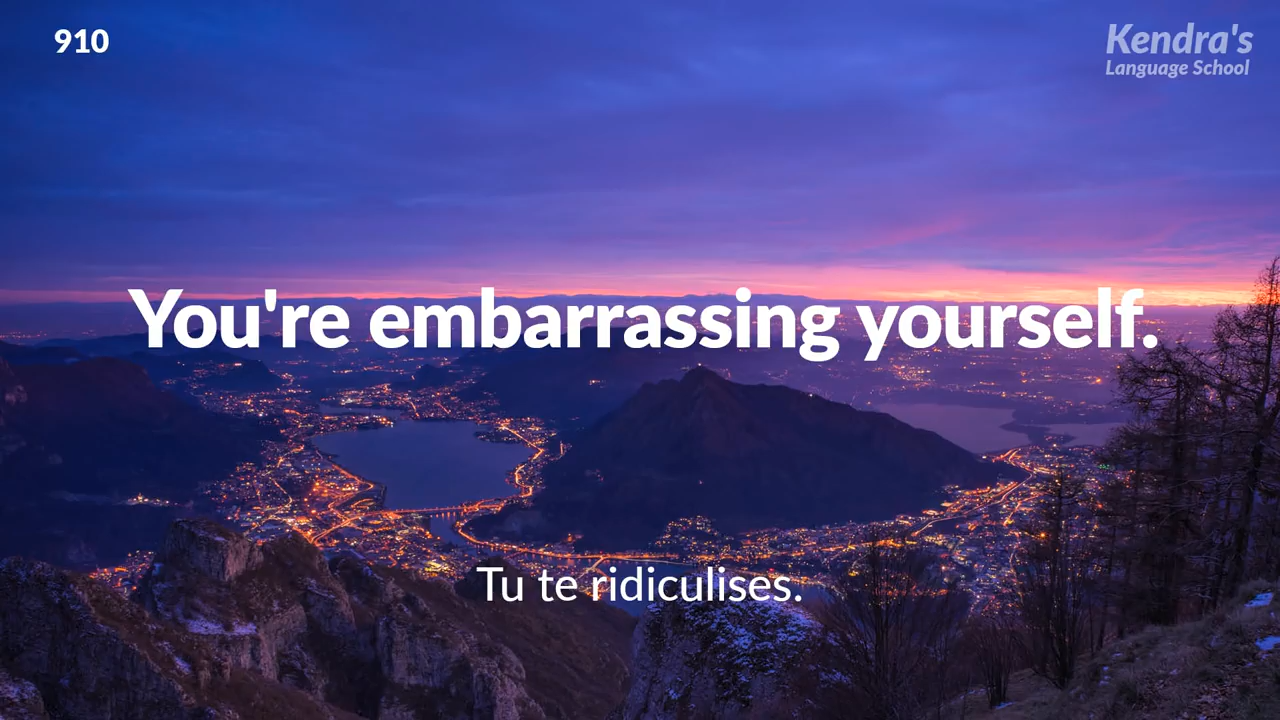 910
Kendra's
Language School
You're embarrassing yourself.
Tu te ridiculises.